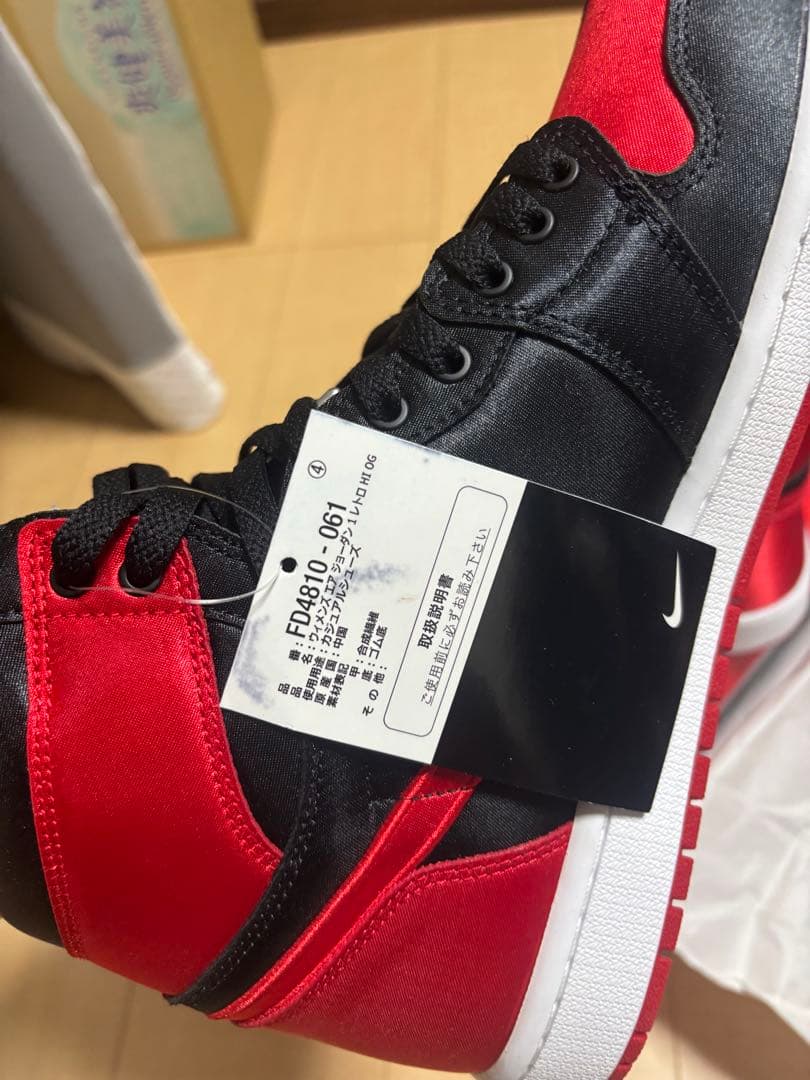 ④
品 番：FD4810 - 061
品 名：ウィメンズ エア ジョーダン 1 レトロ HI OG
使用用途：カジュアルシューズ
原 産 国：中国
素材表記 甲：合成繊維
底：ゴム底
そ の 他：
取扱説明書
ご使用前に必ずお読み下さい